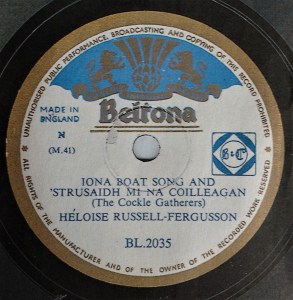 UNAUTHORISED PUBLIC PERFORMANCE, BROADCASTING AND COPYING OF THIS RECORD
ALL RIGHTS OF THE MANUFACTURER AND OF THE OWNER OF THE RECORDED WORK RESERVED
Beltona
MADE IN
ENGLAND
N
(M.41)
B & Co
IONA BOAT SONG AND
'STRUSAIDH MI NA COILLEAGAN
(The Cockle Gatherers)
HÉLOISE RUSSELL-FERGUSSON
BL.2035